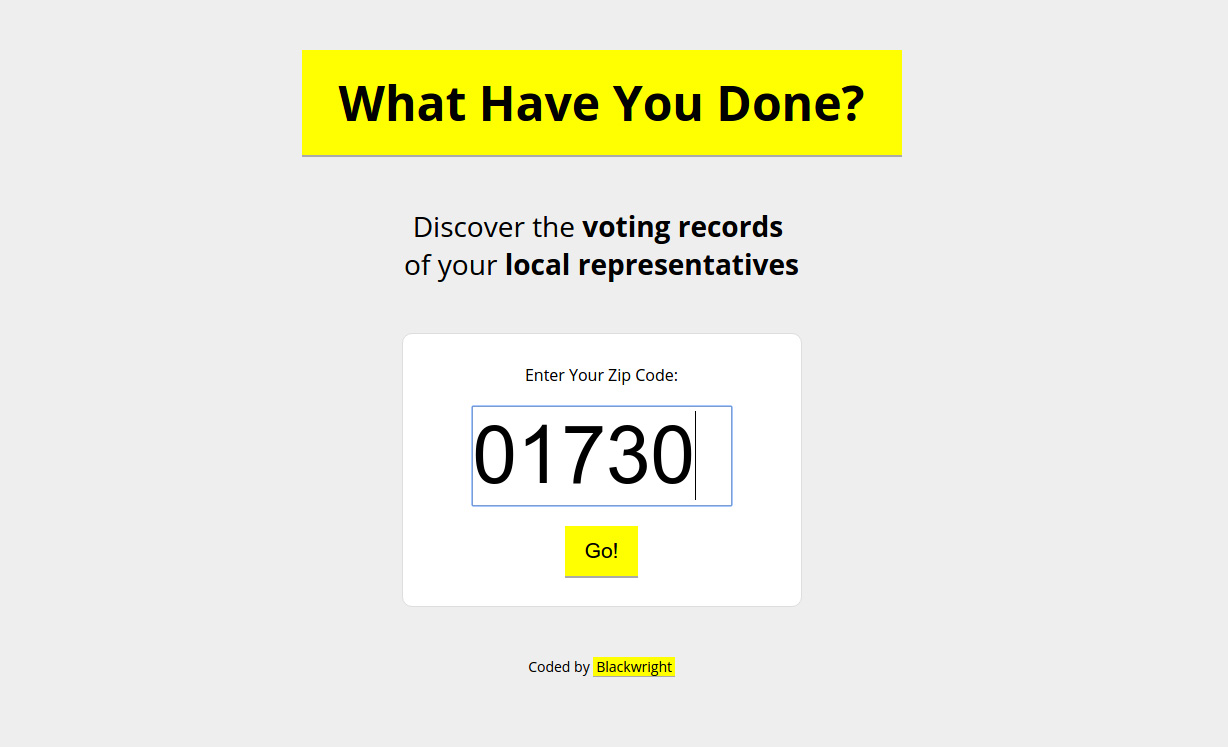 What Have You Done?
Discover the voting records
of your local representatives
Enter Your Zip Code:
01730
Go!
Coded by Blackwright